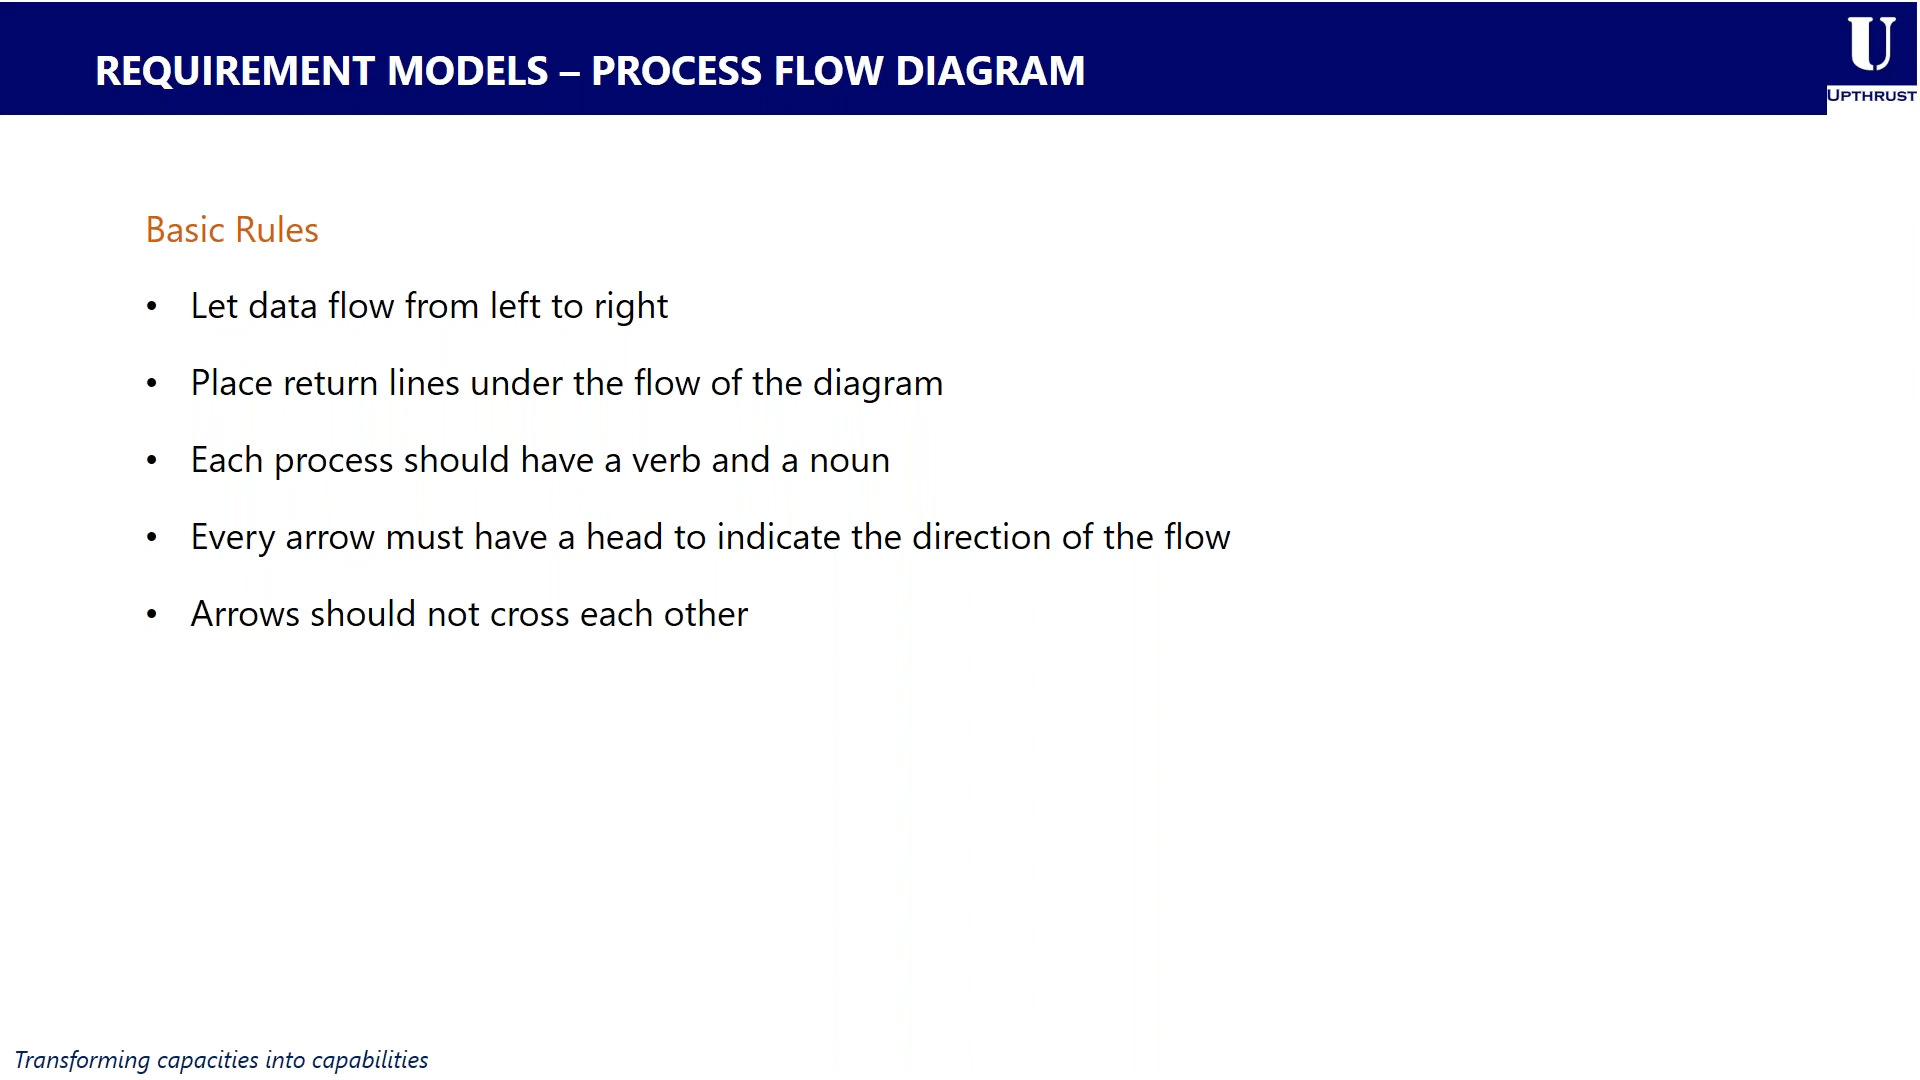 REQUIREMENT MODELS – PROCESS FLOW DIAGRAM
U
UPTHRUST
Basic Rules
• Let data flow from left to right
• Place return lines under the flow of the diagram
• Each process should have a verb and a noun
• Every arrow must have a head to indicate the direction of the flow
• Arrows should not cross each other
Transforming capacities into capabilities